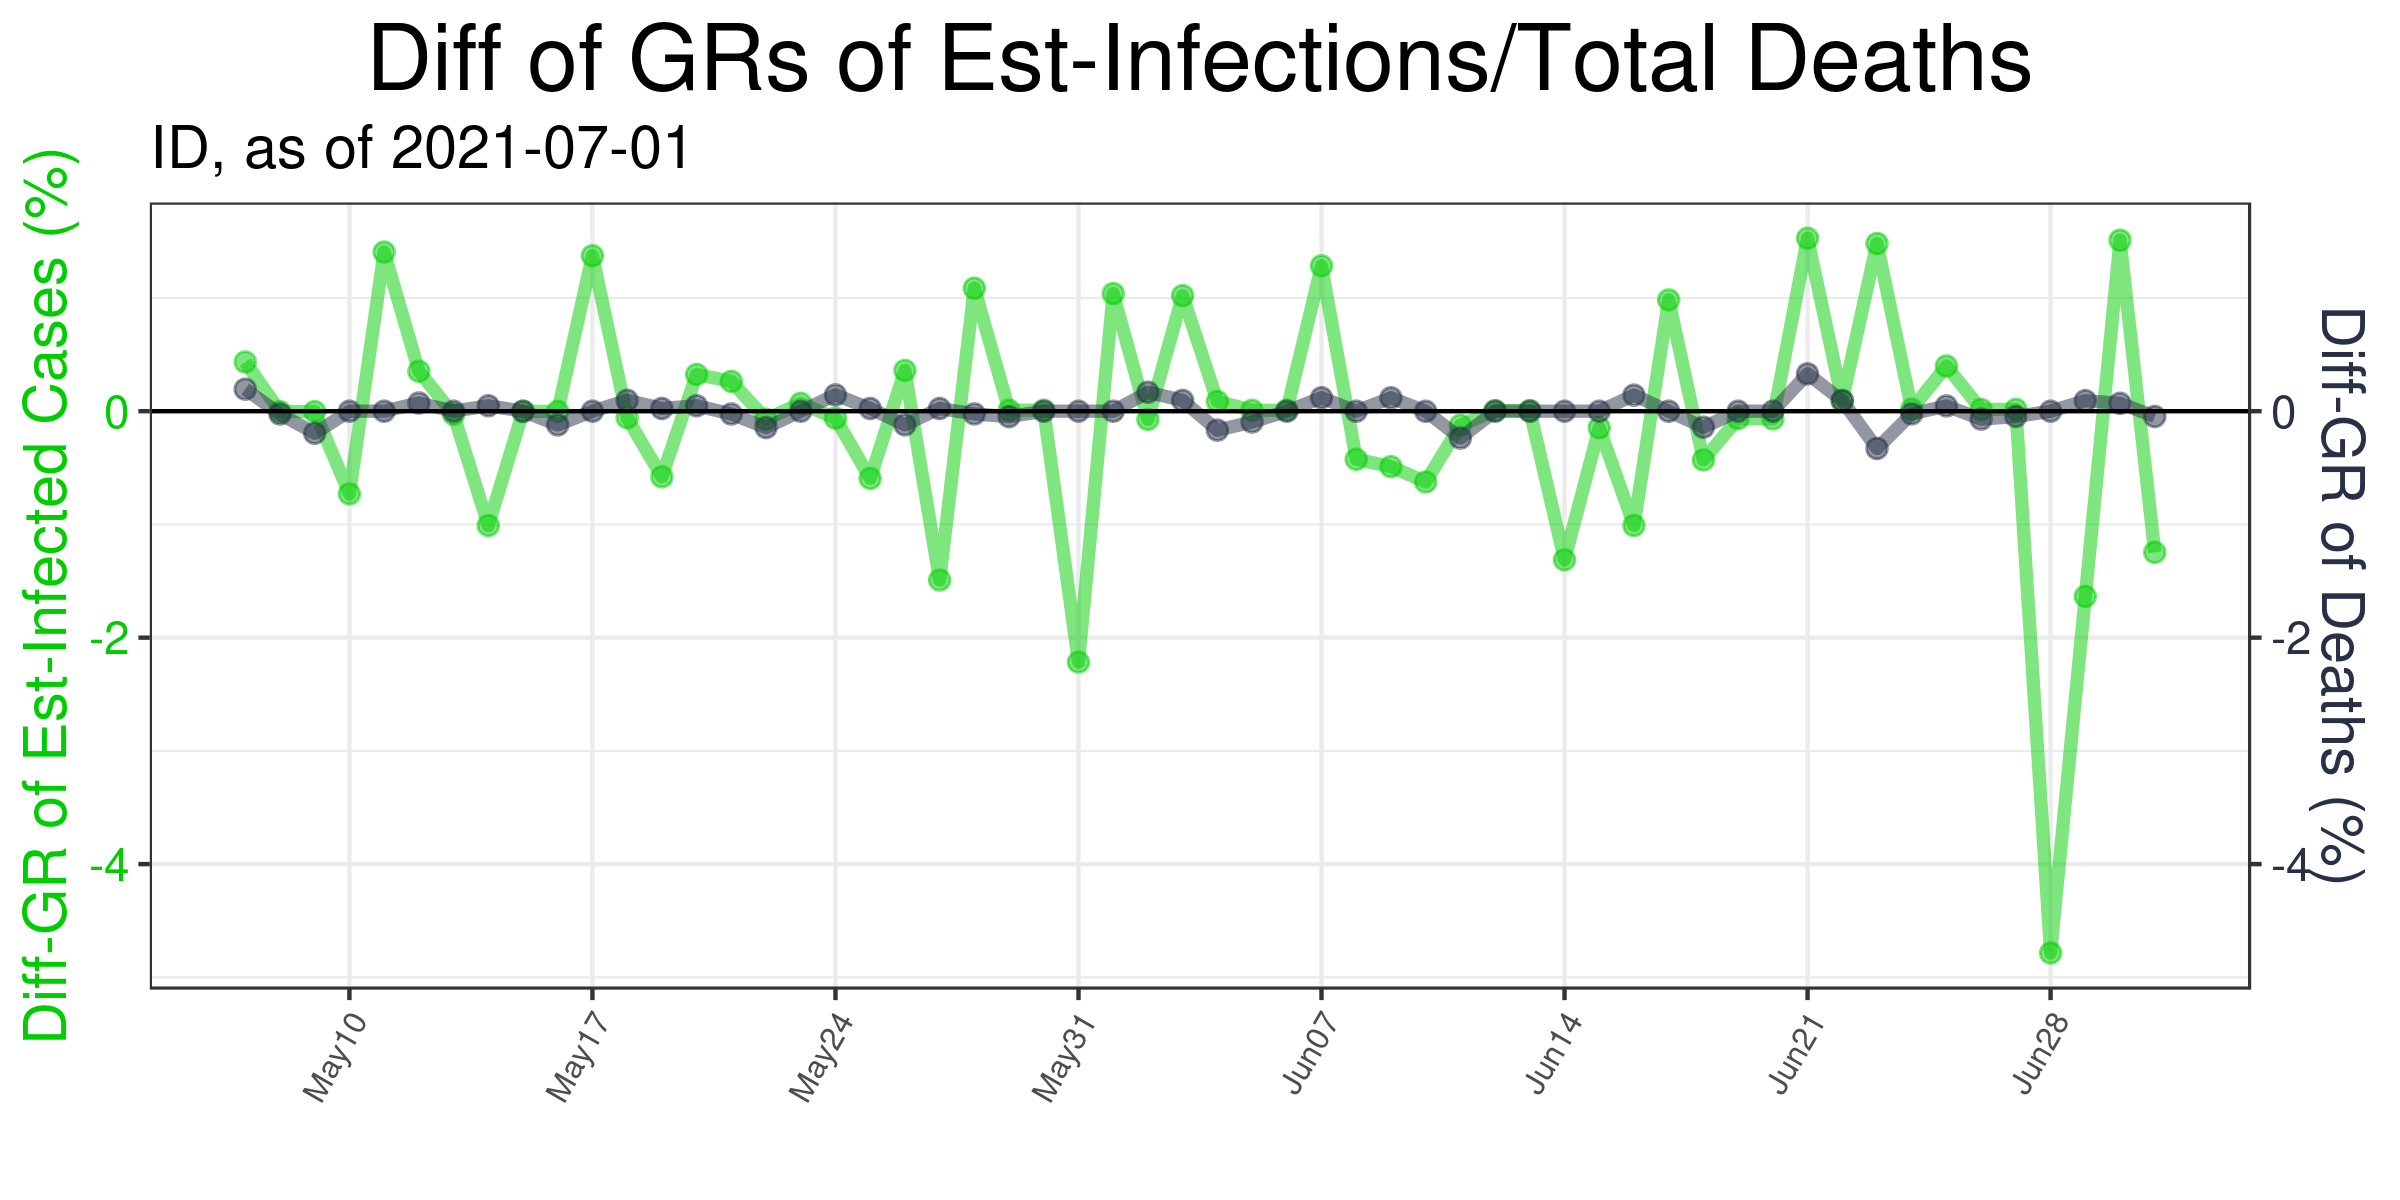 Diff of GRs of Est-Infections/Total Deaths
ID, as of 2021-07-01
Diff-GR of Est-Infected Cases (%)
0
-2
-4
Diff-GR of Deaths (%)
0
-2
-4
May10
May17
May24
May31
Jun07
Jun14
Jun21
Jun28